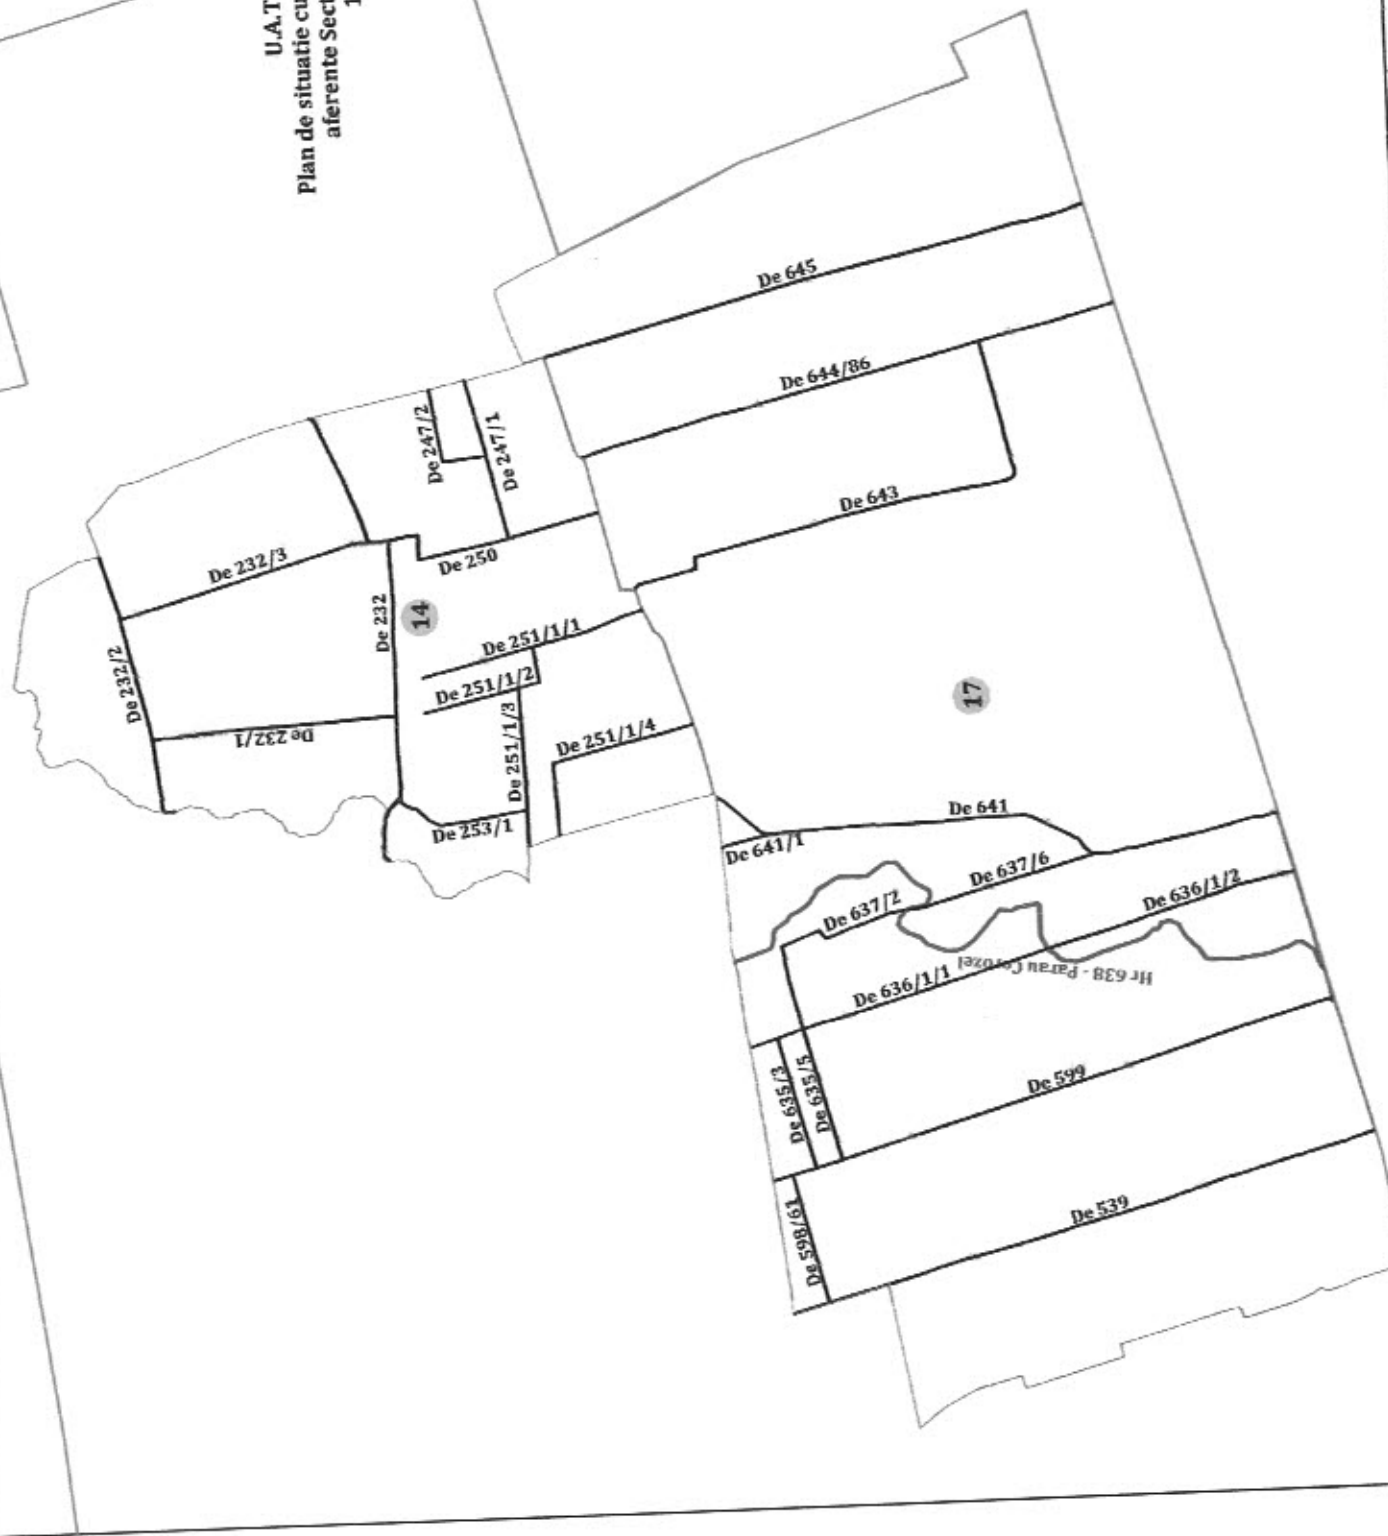 U.A.T
Plan de situatie cu
aferente Sect
1
De 645
De 644/86
De 247/2
De 247/1
De 643
De 232/3
De 250
De 232
14
De 251/1/1
De 232/2
De 251/1/2
De 232/1
De 251/1/3
De 251/1/4
17
De 253/1
De 641
De 641/1
De 637/6
De 637/2
De 636/1/2
De 636/1/1
Hr 638 - Parau
De 635/3
De 635/5
De 599
De 598/61
De 539